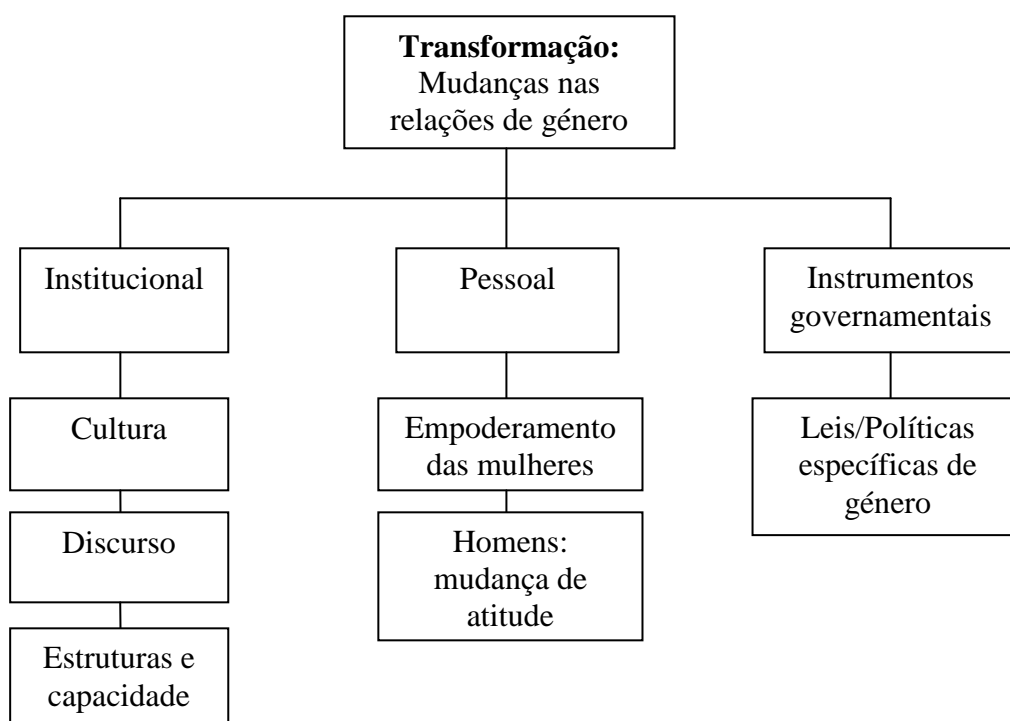 Transformação:
Mudanças nas
relações de género
Institucional
Pessoal
Instrumentos
governamentais
Cultura
Empoderamento
das mulheres
Leis/Políticas
específicas de
género
Discurso
Homens:
mudança de
atitude
Estruturas e
capacidade